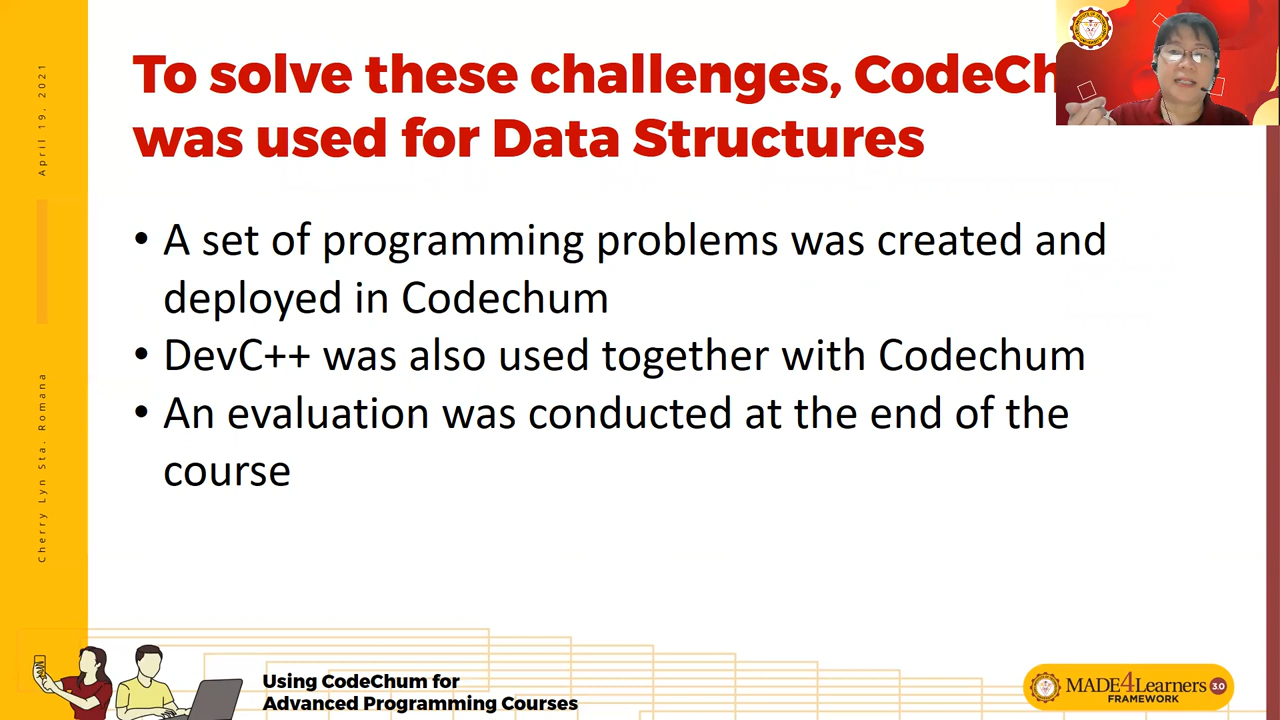 To solve these challenges, CodeCh
was used for Data Structures
• A set of programming problems was created and
deployed in Codechum
• DevC++ was also used together with Codechum
• An evaluation was conducted at the end of the
course
April 19, 2021
Cherry Lyn Sta. Romana
Using CodeChum for
Advanced Programming Courses
MADE4Learners 3.0
FRAMEWORK